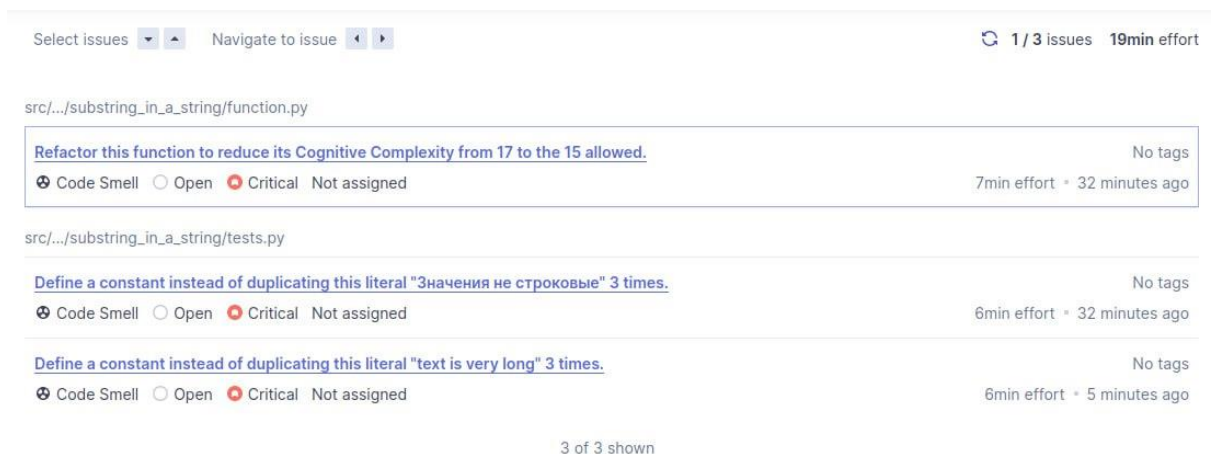 Select issues Navigate to issue 1 / 3 issues 19min effort
src/.../substring_in_a_string/function.py
Refactor this function to reduce its Cognitive Complexity from 17 to the 15 allowed. No tags
Code Smell Open Critical Not assigned 7min effort • 32 minutes ago
src/.../substring_in_a_string/tests.py
Define a constant instead of duplicating this literal "Значения не строковые" 3 times. No tags
Code Smell Open Critical Not assigned 6min effort • 32 minutes ago
Define a constant instead of duplicating this literal "text is very long" 3 times. No tags
Code Smell Open Critical Not assigned 6min effort • 5 minutes ago
3 of 3 shown